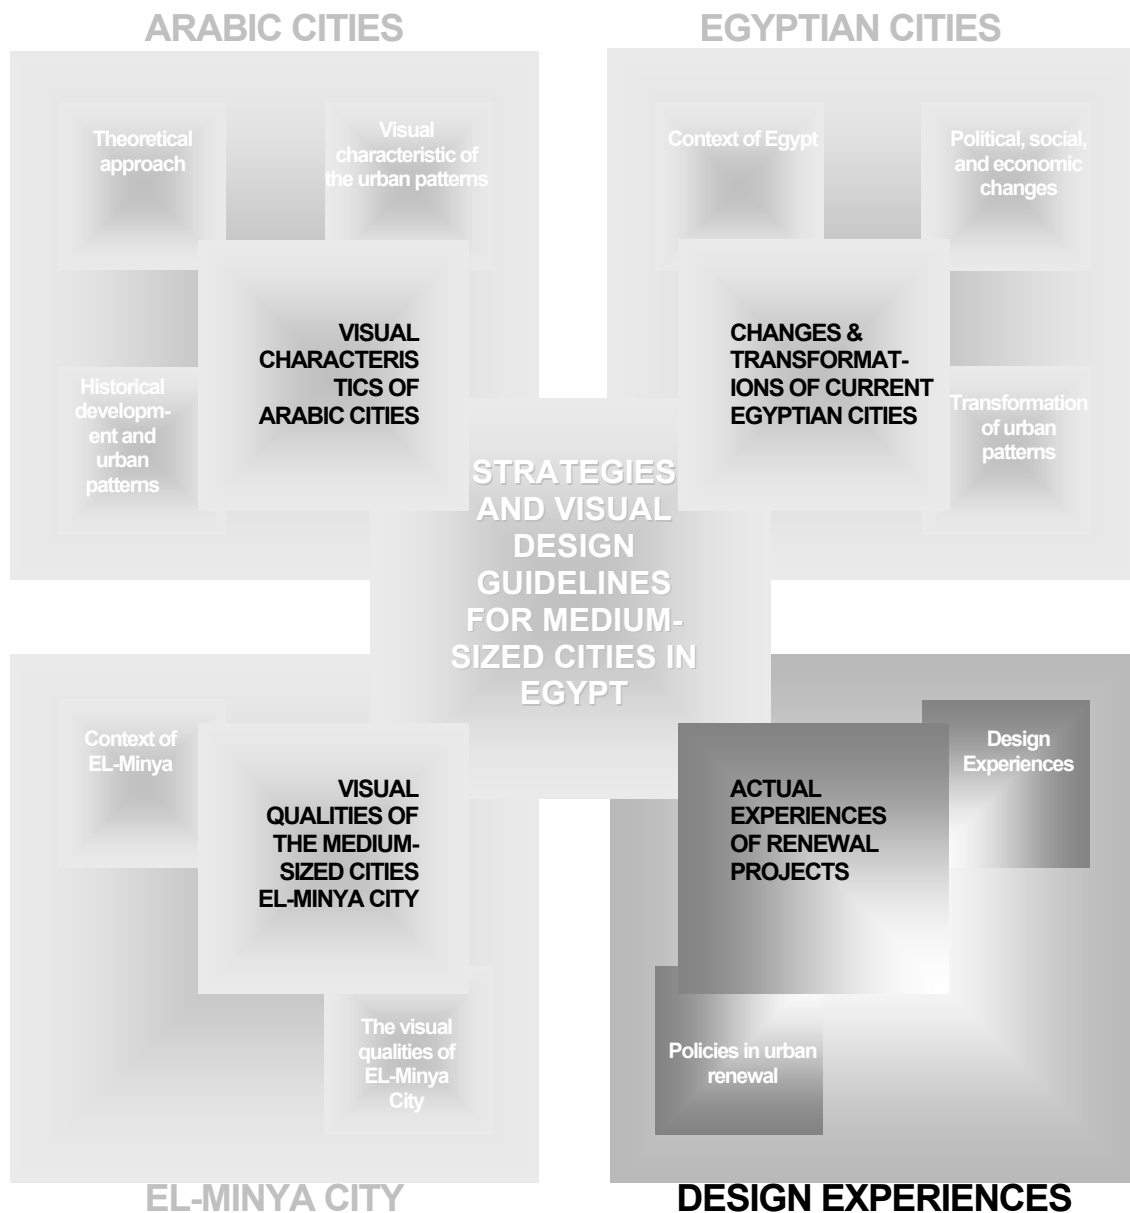 ARABIC CITIES
EGYPTIAN CITIES
Theoretical
approach
Visual
characteristic of
the urban patterns
Context of Egypt
Political, social,
and economic
changes
VISUAL
CHARACTERIS
TICS OF
ARABIC CITIES
CHANGES &
TRANSFORMAT-
IONS OF CURRENT
EGYPTIAN CITIES
Historical
developm-
ent and
urban
patterns
Transformation
of urban
patterns
STRATEGIES
AND VISUAL
DESIGN
GUIDELINES
FOR MEDIUM-
SIZED CITIES IN
EGYPT
Context of
EL-Minya
VISUAL
QUALITIES OF
THE MEDIUM-
SIZED CITIES
EL-MINYA CITY
The visual
qualities of
EL-Minya
City
Design
Experiences
ACTUAL
EXPERIENCES
OF RENEWAL
PROJECTS
Policies in urban
renewal
EL-MINYA CITY
DESIGN EXPERIENCES